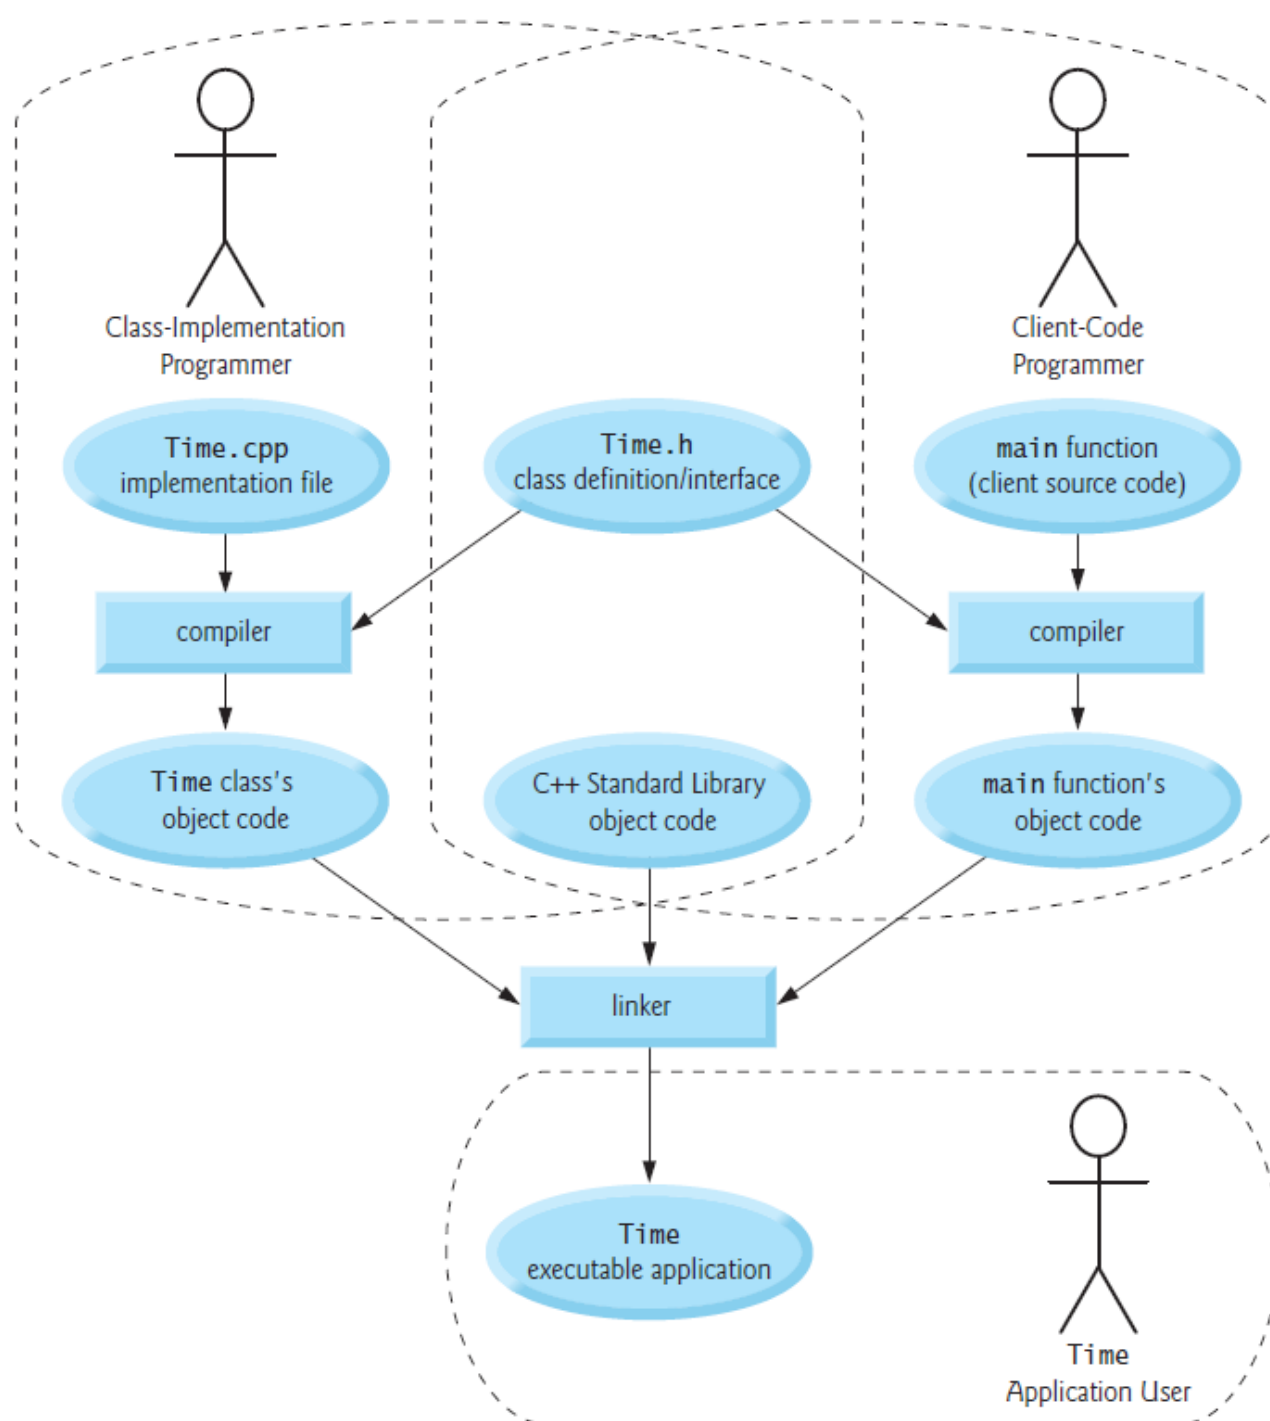 Class-Implementation
Programmer
Client-Code
Programmer
Time.cpp
implementation file
Time.h
class definition/interface
main function
(client source code)
compiler
compiler
Time class's
object code
C++ Standard Library
object code
main function's
object code
linker
Time
executable application
Time
Application User